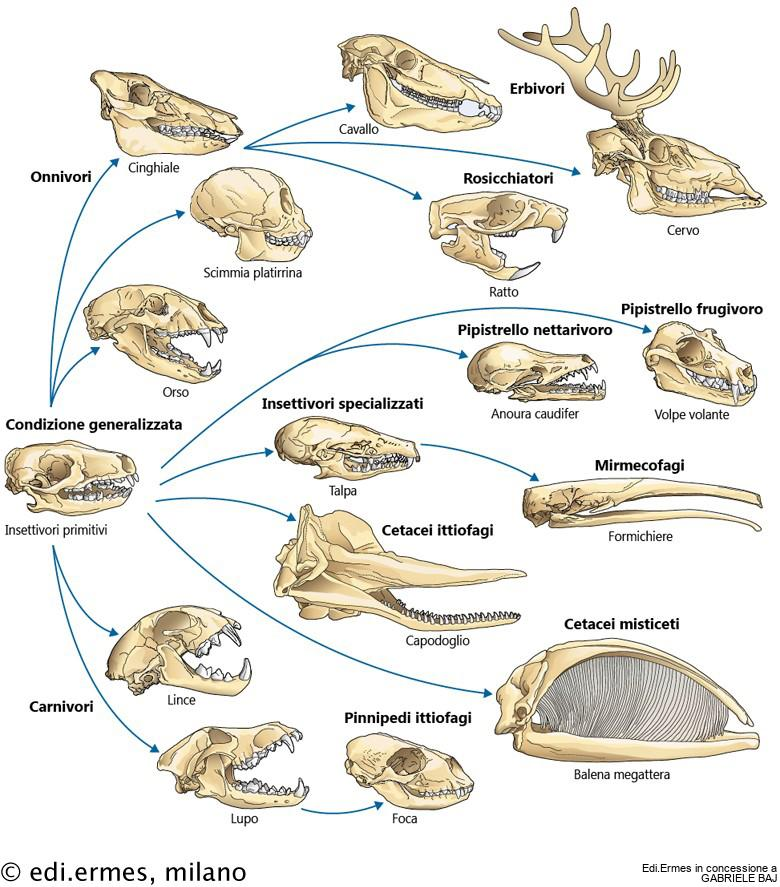 Erbivori
Cavallo
Cinghiale
Onnivori
Rosicchiatori
Cervo
Scimmia platirrina
Ratto
Pipistrello frugivoro
Pipistrello nettarivoro
Orso
Anoura caudifer
Volpe volante
Insettivori specializzati
Condizione generalizzata
Mirmecofagi
Talpa
Insettivori primitivi
Cetacei ittiofagi
Formichiere
Cetacei misticeti
Capodoglio
Lince
Carnivori
Pinnipedi ittiofagi
Balena megattera
Lupo
Foca
© edi.ermes, milano
Edi.Ermes in concessione a
GABRIELE BAJ